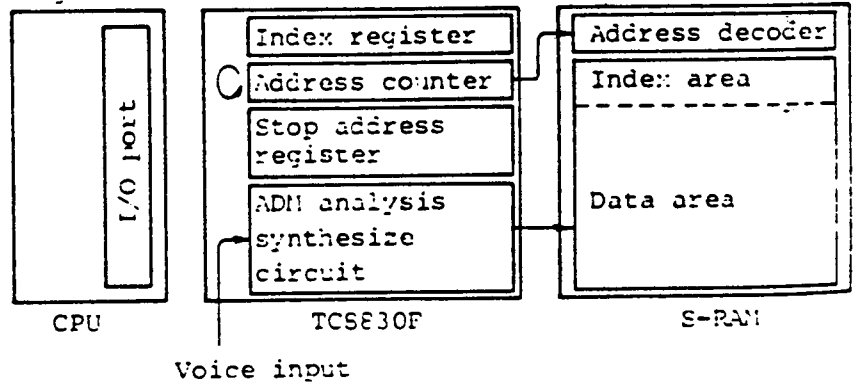 Index register
Address decoder
Address counter
Index area
Stop address
register
I/O port
ADM analysis
Data area
synthesize
circuit
CPU
TCS830F
S-RAM
Voice input